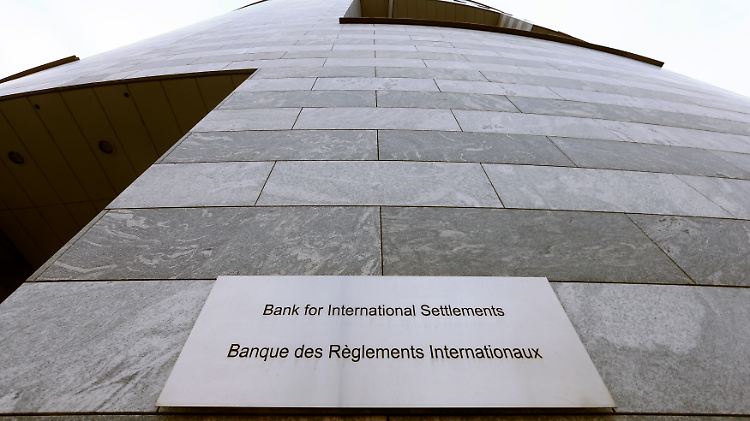 Bank for International Settlements
Banque des Règlements Internationaux